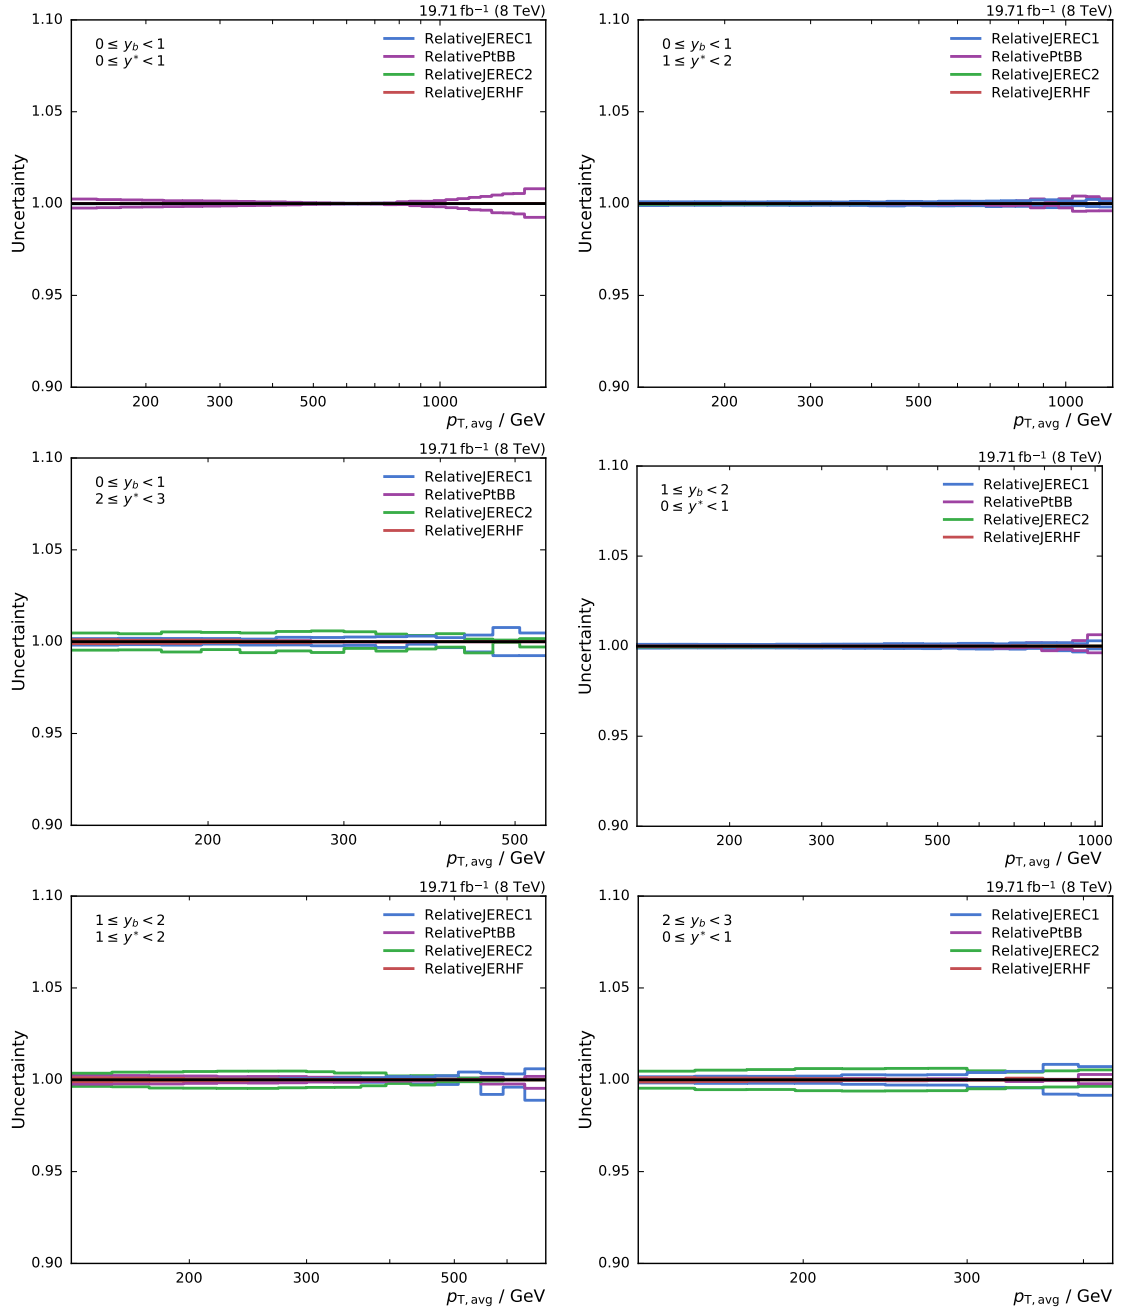 19.71 fb⁻¹ (8 TeV)
0 ≤ y_b < 1
0 ≤ y* < 1
RelativeJEREC1
RelativePtBB
RelativeJEREC2
RelativeJERHF
Uncertainty
1.10
1.05
1.00
0.95
0.90
200 300 500 1000
p_T, avg / GeV
19.71 fb⁻¹ (8 TeV)
0 ≤ y_b < 1
1 ≤ y* < 2
RelativeJEREC1
RelativePtBB
RelativeJEREC2
RelativeJERHF
Uncertainty
1.10
1.05
1.00
0.95
0.90
200 300 500 1000
p_T, avg / GeV
19.71 fb⁻¹ (8 TeV)
0 ≤ y_b < 1
2 ≤ y* < 3
RelativeJEREC1
RelativePtBB
RelativeJEREC2
RelativeJERHF
Uncertainty
1.10
1.05
1.00
0.95
0.90
200 300 500
p_T, avg / GeV
19.71 fb⁻¹ (8 TeV)
1 ≤ y_b < 2
0 ≤ y* < 1
RelativeJEREC1
RelativePtBB
RelativeJEREC2
RelativeJERHF
Uncertainty
1.10
1.05
1.00
0.95
0.90
200 300 500 1000
p_T, avg / GeV
19.71 fb⁻¹ (8 TeV)
1 ≤ y_b < 2
1 ≤ y* < 2
RelativeJEREC1
RelativePtBB
RelativeJEREC2
RelativeJERHF
Uncertainty
1.10
1.05
1.00
0.95
0.90
200 300 500
p_T, avg / GeV
19.71 fb⁻¹ (8 TeV)
2 ≤ y_b < 3
0 ≤ y* < 1
RelativeJEREC1
RelativePtBB
RelativeJEREC2
RelativeJERHF
Uncertainty
1.10
1.05
1.00
0.95
0.90
200 300
p_T, avg / GeV